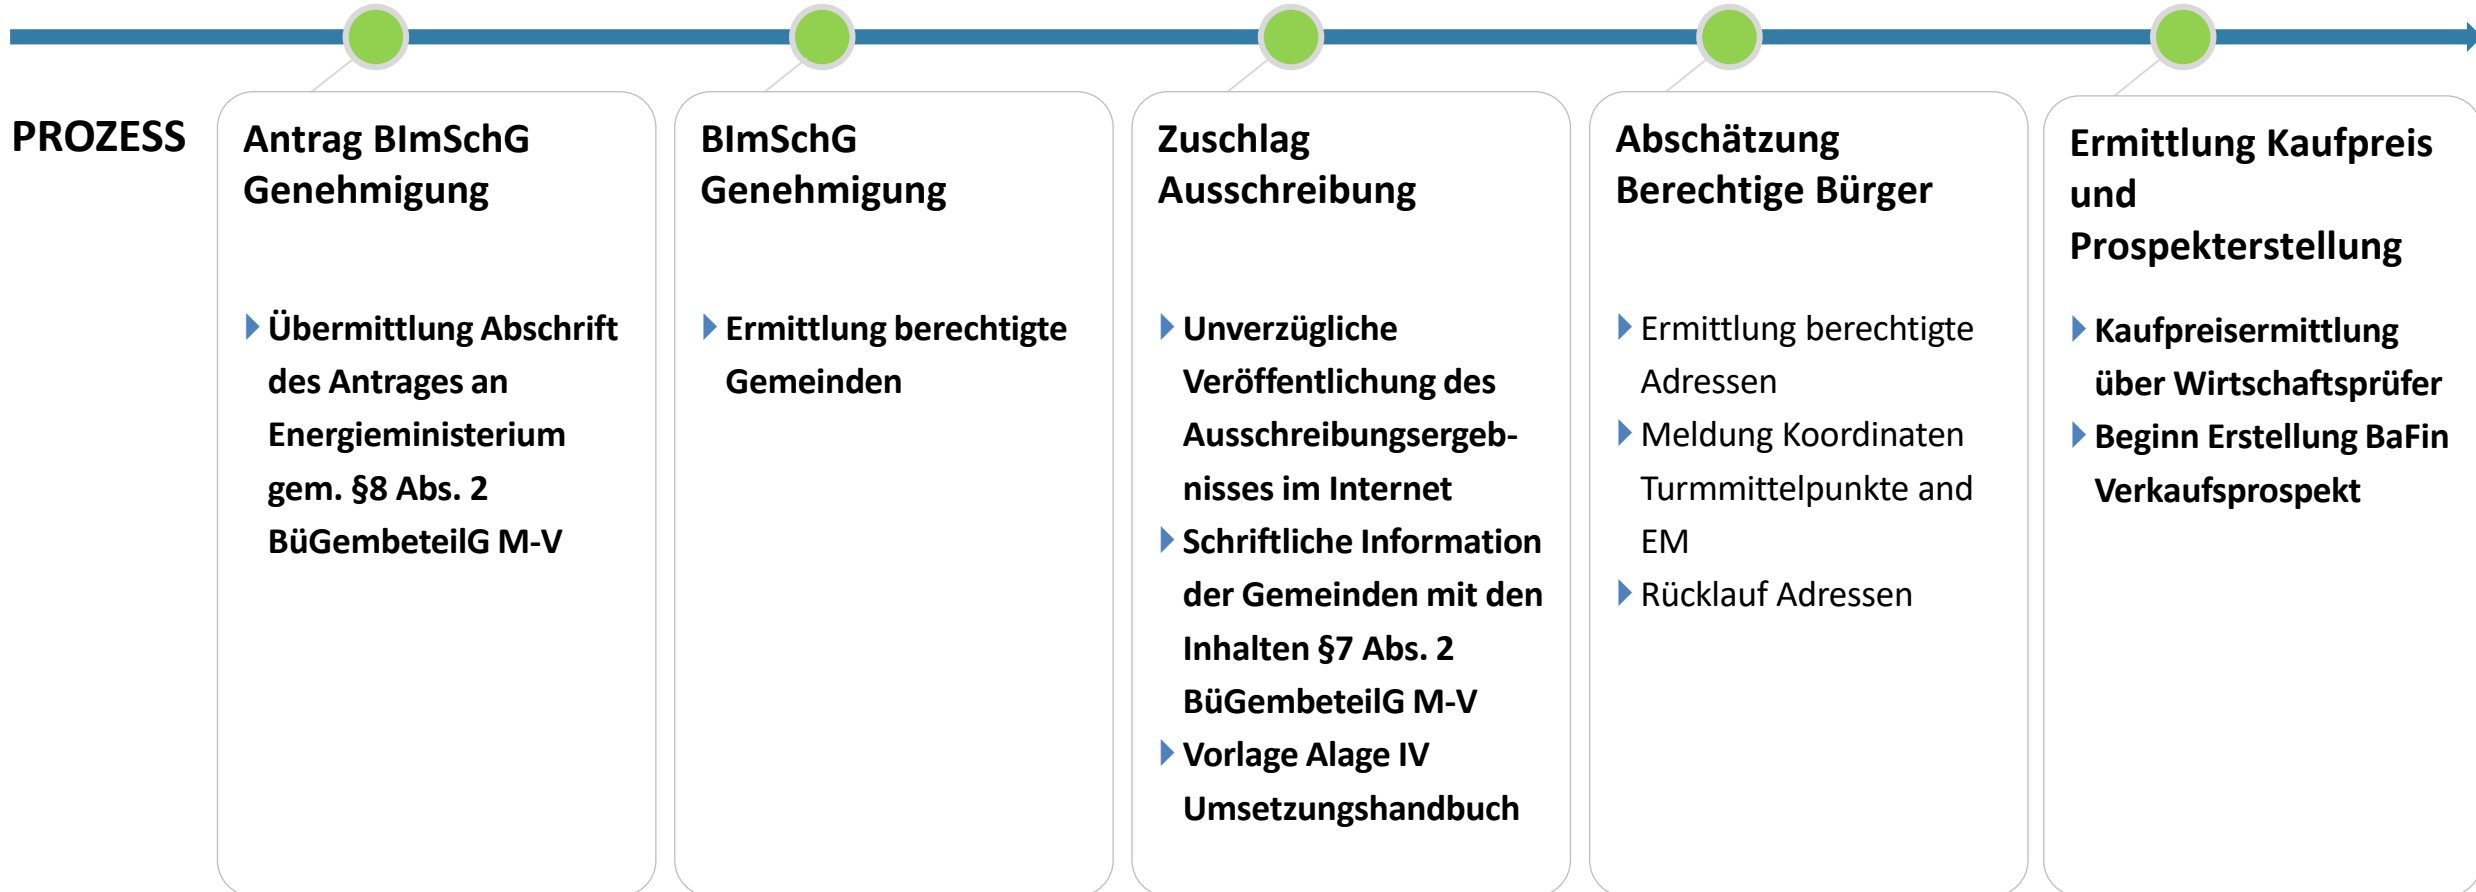 PROZESS
Antrag BImSchG
Genehmigung
Übermittlung Abschrift
des Antrages an
Energieministerium
gem. §8 Abs. 2
BüGembeteilG M-V
BImSchG
Genehmigung
Ermittlung berechtigte
Gemeinden
Zuschlag
Ausschreibung
Unverzügliche
Veröffentlichung des
Ausschreibungsergeb-
nisses im Internet
Schriftliche Information
der Gemeinden mit den
Inhalten §7 Abs. 2
BüGembeteilG M-V
Vorlage Alage IV
Umsetzungshandbuch
Abschätzung
Berechtige Bürger
Ermittlung berechtigte
Adressen
Meldung Koordinaten
Turmmittelpunkte and
EM
Rücklauf Adressen
Ermittlung Kaufpreis
und
Prospekterstellung
Kaufpreisermittlung
über Wirtschaftsprüfer
Beginn Erstellung BaFin
Verkaufsprospekt